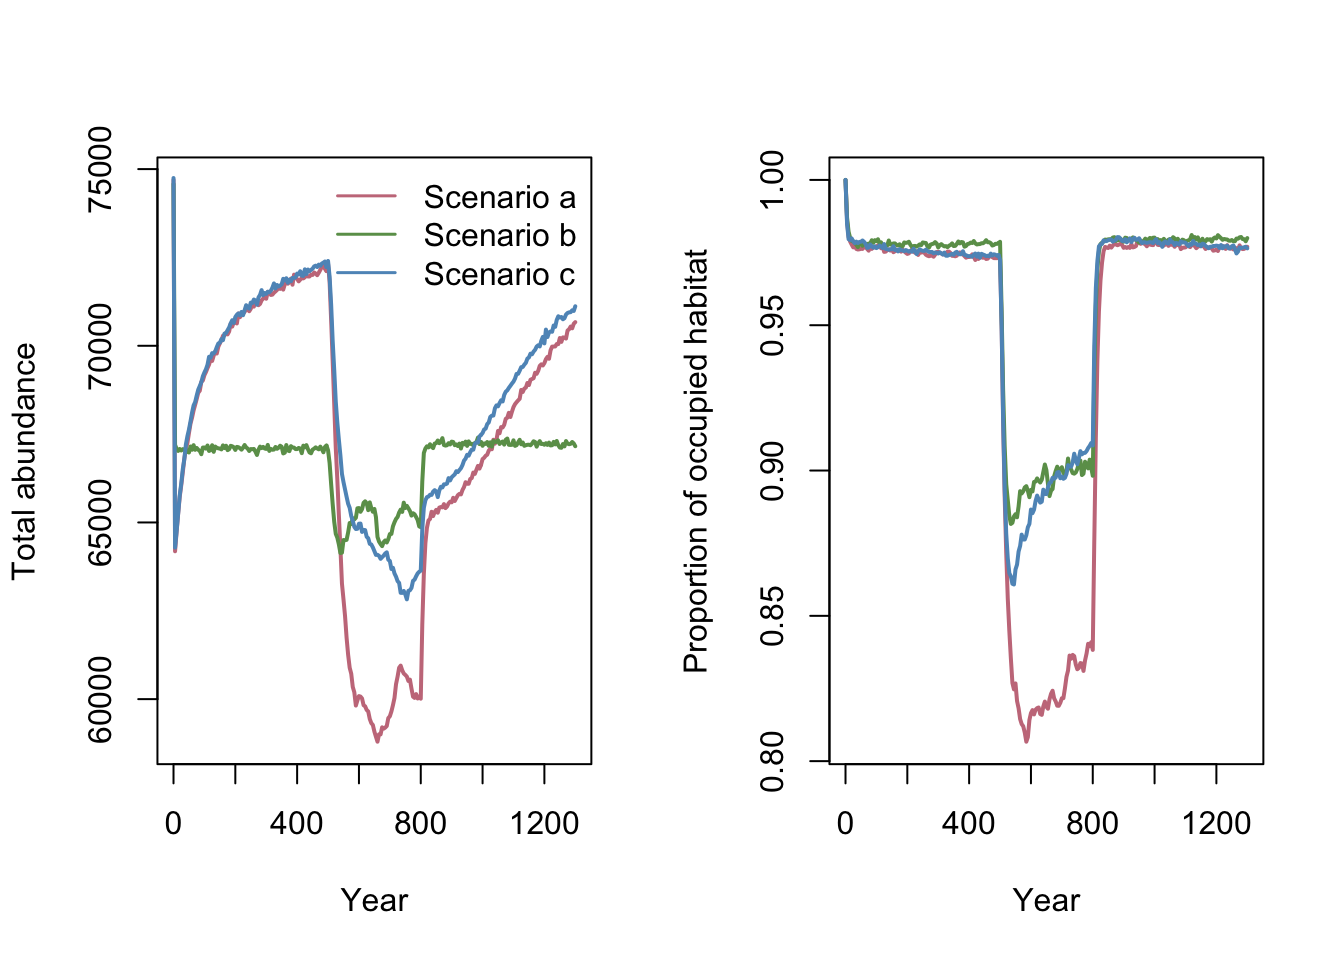 Total abundance
75000
70000
65000
60000
Scenario a
Scenario b
Scenario c
0 400 800 1200
Year
Proportion of occupied habitat
1.00
0.95
0.90
0.85
0.80
0 400 800 1200
Year